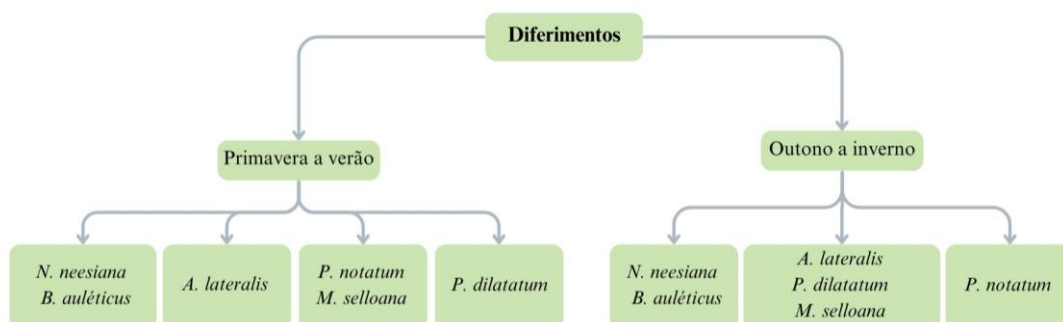 Diferimentos
Primavera a verão
Outono a inverno
N. neesiana
B. auléticus
A. lateralis
P. notatum
M. selloana
P. dilatatum
N. neesiana
B. auléticus
A. lateralis
P. dilatatum
M. selloana
P. notatum